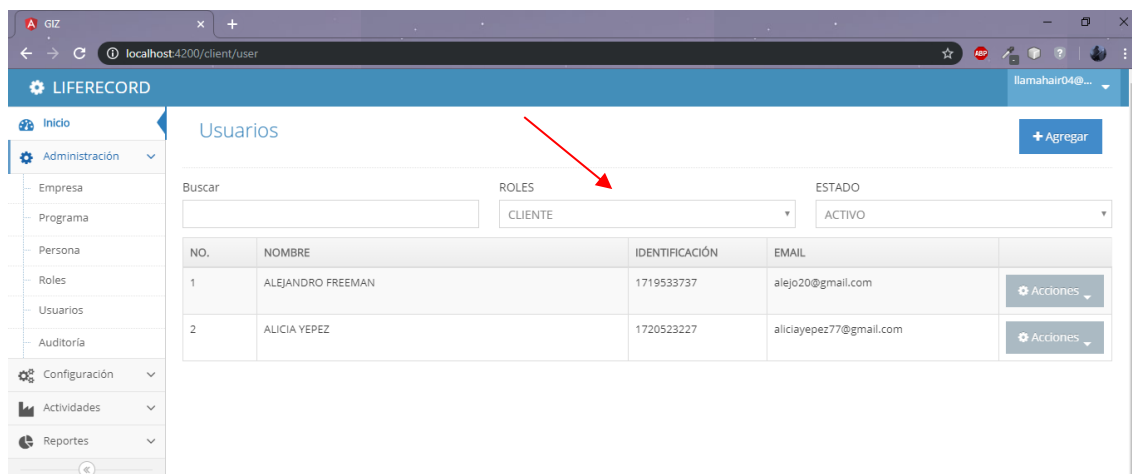 GIZ
localhost:4200/client/user
ABP
LIFERECORD
llamahair04@...
Inicio
Administración
Empresa
Programa
Persona
Roles
Usuarios
Auditoría
Configuración
Actividades
Reportes
Usuarios
+ Agregar
Buscar
ROLES
ESTADO
CLIENTE
ACTIVO
NO. NOMBRE IDENTIFICACIÓN EMAIL
1 ALEJANDRO FREEMAN 1719533737 alejo20@gmail.com Acciones
2 ALICIA YEPEZ 1720523227 aliciayepez77@gmail.com Acciones